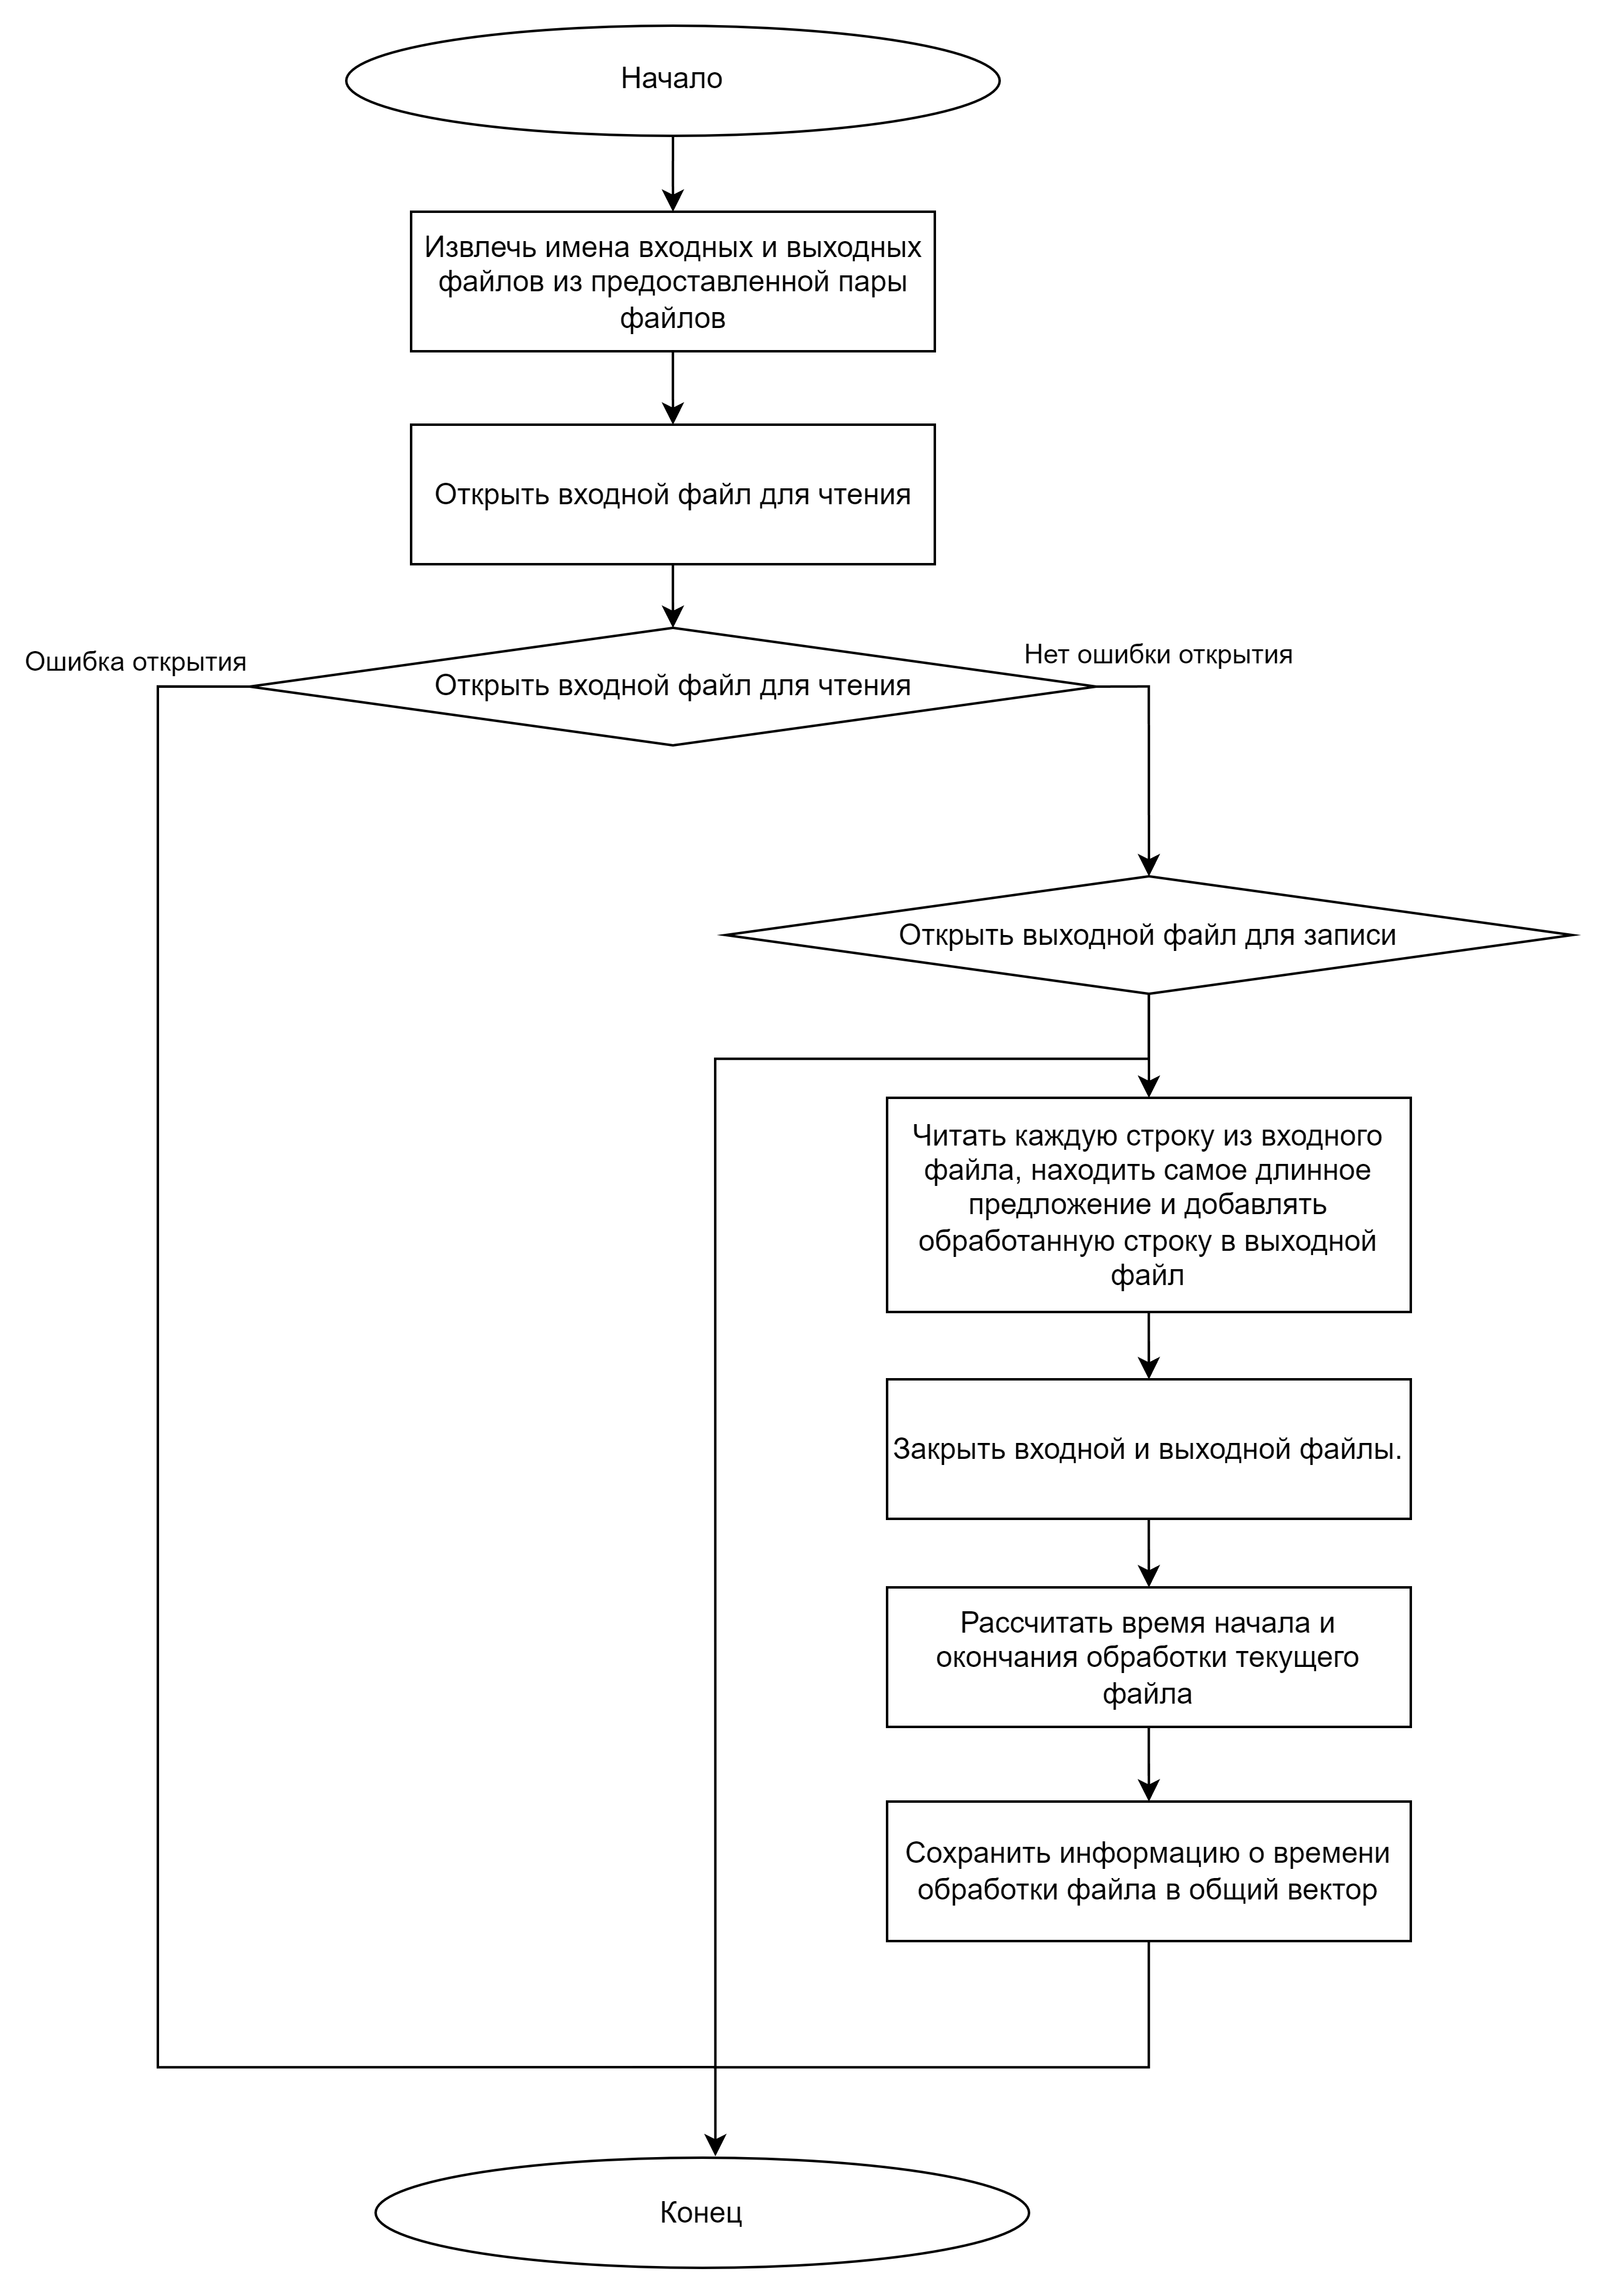 Начало
Извлечь имена входных и выходных
файлов из предоставленной пары
файлов
Открыть входной файл для чтения
Ошибка открытия
Нет ошибки открытия
Открыть входной файл для чтения
Открыть выходной файл для записи
Читать каждую строку из входного
файла, находить самое длинное
предложение и добавлять
обработанную строку в выходной
файл
Закрыть входной и выходной файлы.
Рассчитать время начала и
окончания обработки текущего
файла
Сохранить информацию о времени
обработки файла в общий вектор
Конец